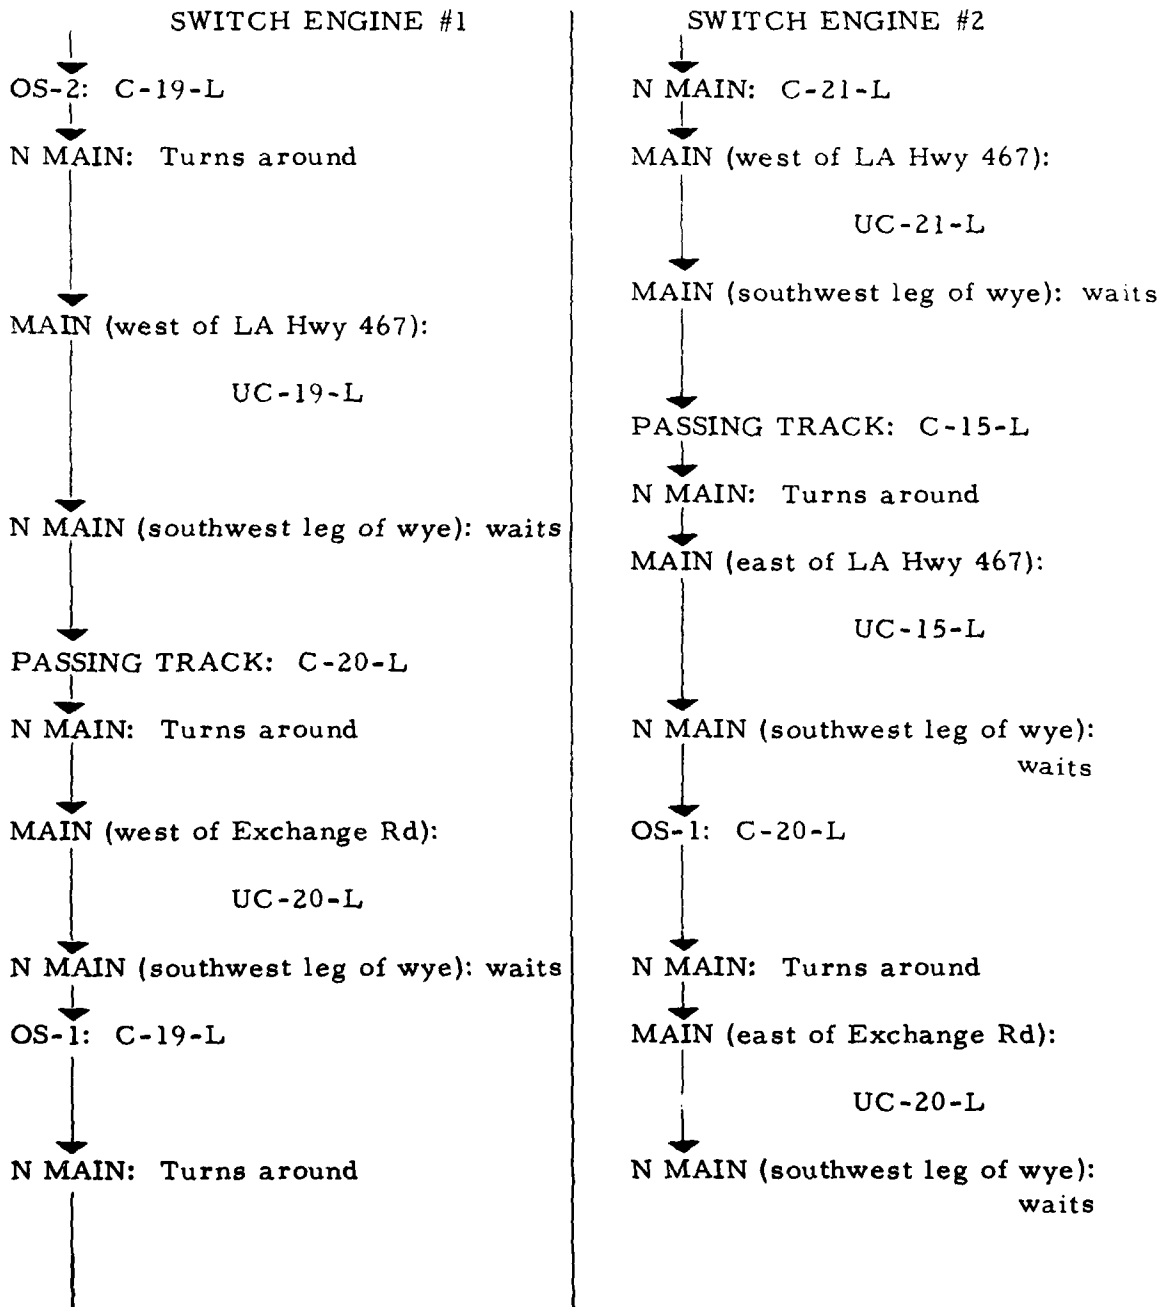 SWITCH ENGINE #1
OS-2: C-19-L
N MAIN: Turns around
MAIN (west of LA Hwy 467):
UC-19-L
N MAIN (southwest leg of wye): waits
PASSING TRACK: C-20-L
N MAIN: Turns around
MAIN (west of Exchange Rd):
UC-20-L
N MAIN (southwest leg of wye): waits
OS-1: C-19-L
N MAIN: Turns around
SWITCH ENGINE #2
N MAIN: C-21-L
MAIN (west of LA Hwy 467):
UC-21-L
MAIN (southwest leg of wye): waits
PASSING TRACK: C-15-L
N MAIN: Turns around
MAIN (east of LA Hwy 467):
UC-15-L
N MAIN (southwest leg of wye):
waits
OS-1: C-20-L
N MAIN: Turns around
MAIN (east of Exchange Rd):
UC-20-L
N MAIN (southwest leg of wye):
waits